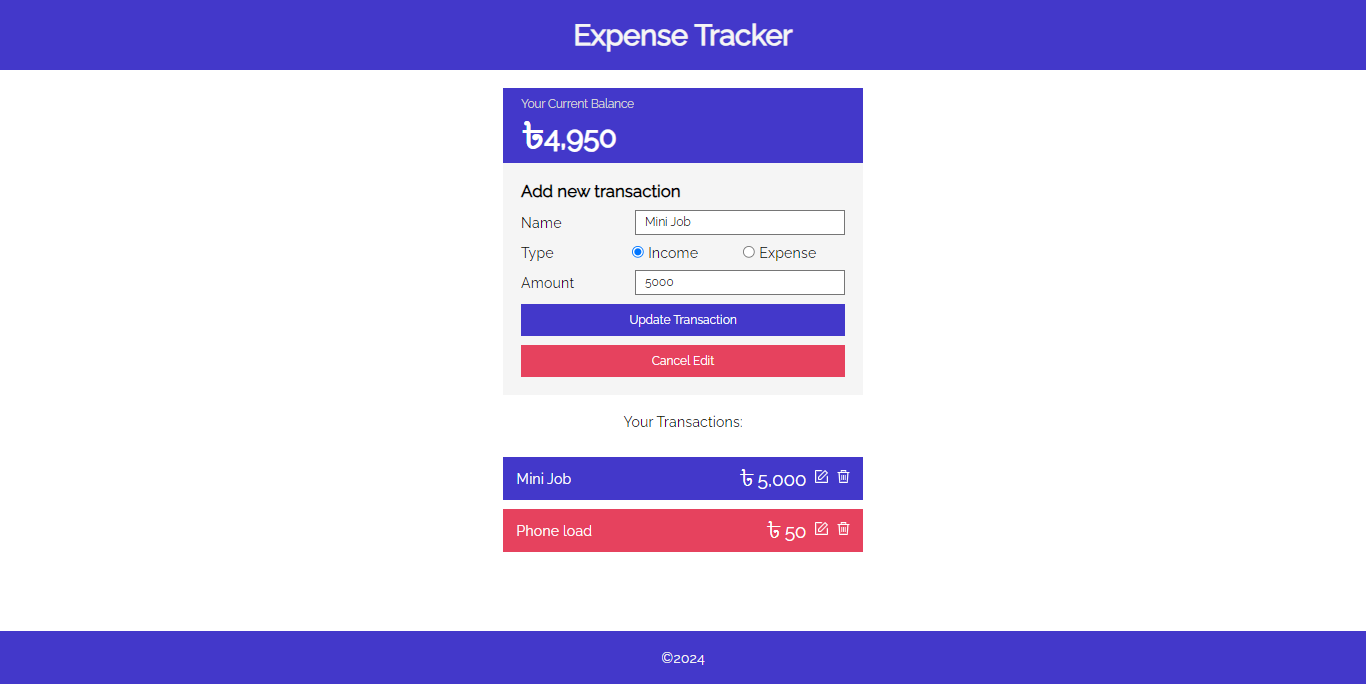 Expense Tracker
Your Current Balance
৳4,950
Add new transaction
Name Mini Job
Type Income Expense
Amount 5000
Update Transaction
Cancel Edit
Your Transactions:
Mini Job ৳ 5,000
Phone load ৳ 50
©2024